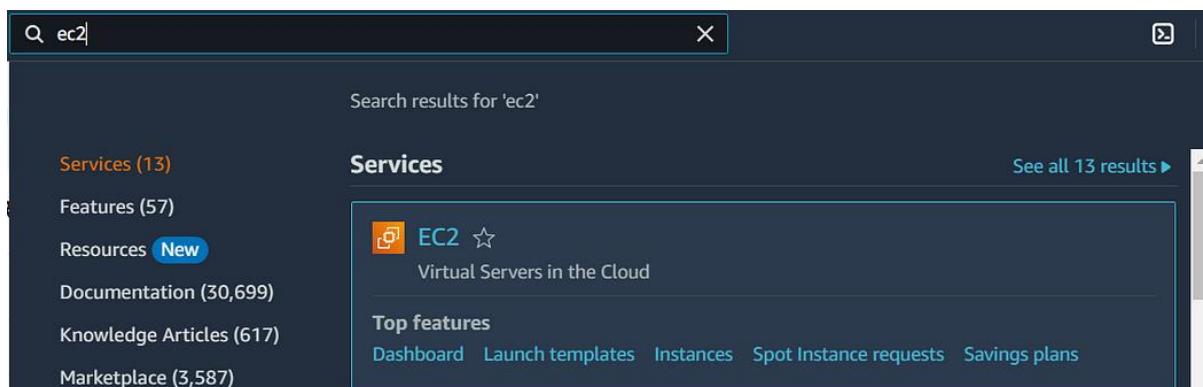 ec2
Search results for 'ec2'
Services (13)
Features (57)
Resources New
Documentation (30,699)
Knowledge Articles (617)
Marketplace (3,587)
Services
See all 13 results
EC2
Virtual Servers in the Cloud
Top features
Dashboard Launch templates Instances Spot Instance requests Savings plans